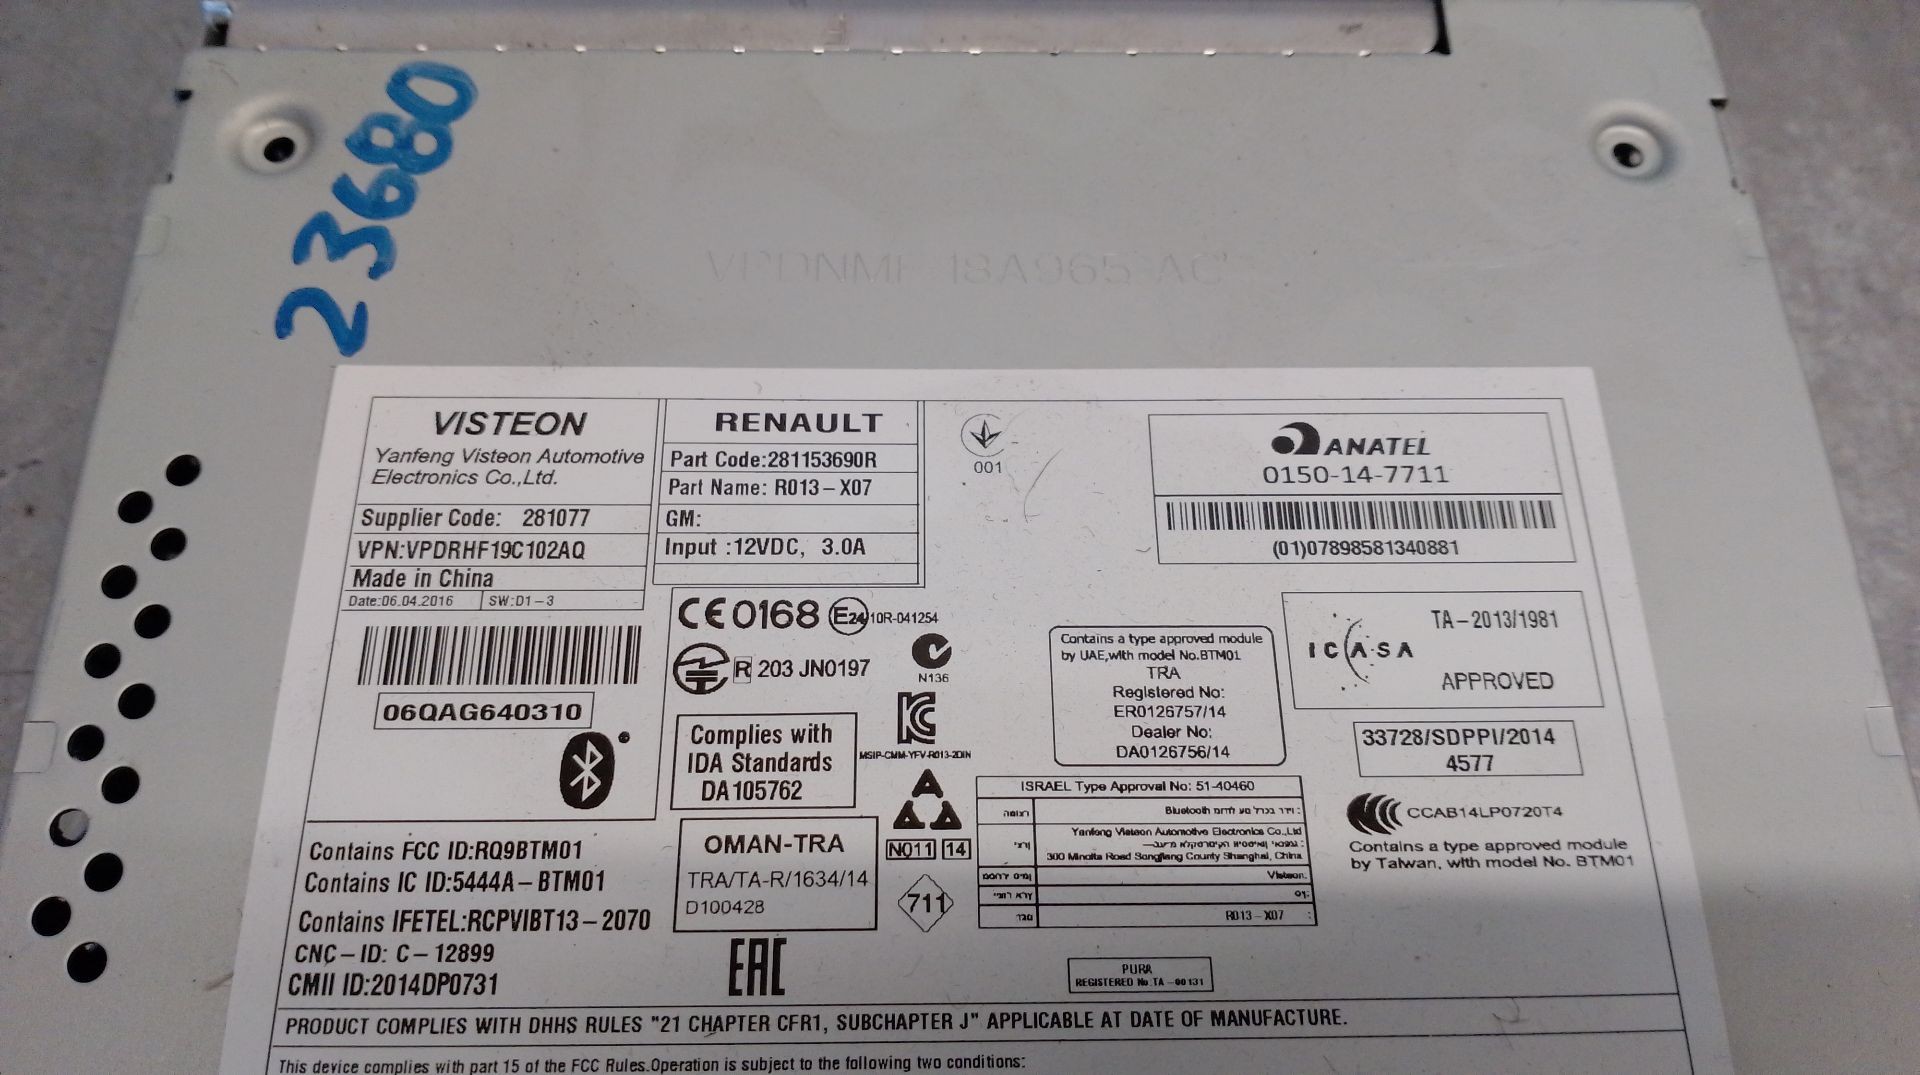 23680
18A965 AC
VISTEON
Yanfeng Visteon Automotive
Electronics Co.,Ltd.
Supplier Code: 281077
VPN:VPDRHF19C102AQ
Made in China
Date:06.04.2016 SW:D1-3
06QAG640310
RENAULT
Part Code:281153690R
Part Name: R013-X07
GM:
Input :12VDC, 3.0A
001
ANATEL
0150-14-7711
(01)07898581340881
CE0168 E24 10R-041254
R 203 JN0197
N136
Complies with
IDA Standards
DA105762
MSIP-CMM-YFV-R013-2DIN
Contains a type approved module
by UAE,with model No.BTM01
TRA
Registered No:
ER0126757/14
Dealer No:
DA0126756/14
ICASA
TA-2013/1981
APPROVED
33728/SDPPI/2014
4577
CCAB14LP0720T4
Contains a type approved module
by Taiwan, with model No. BTM01
ISRAEL Type Approval No: 51-40460
Bluetooth
Yanfeng Visteon Automotive Electronics Co.,Ltd
300 Minolta Road Songjiang County Shanghai, China
Visteon.
R013-X07
OMAN-TRA
TRA/TA-R/1634/14
D100428
N011 14
711
Contains FCC ID:RQ9BTM01
Contains IC ID:5444A-BTM01
Contains IFETEL:RCPVIBT13-2070
CNC-ID: C-12899
CMII ID:2014DP0731
EAC
PURA
REGISTERED No TA-00131
PRODUCT COMPLIES WITH DHHS RULES "21 CHAPTER CFR1, SUBCHAPTER J" APPLICABLE AT DATE OF MANUFACTURE.
This device complies with part 15 of the FCC Rules.Operation is subject to the following two conditions: